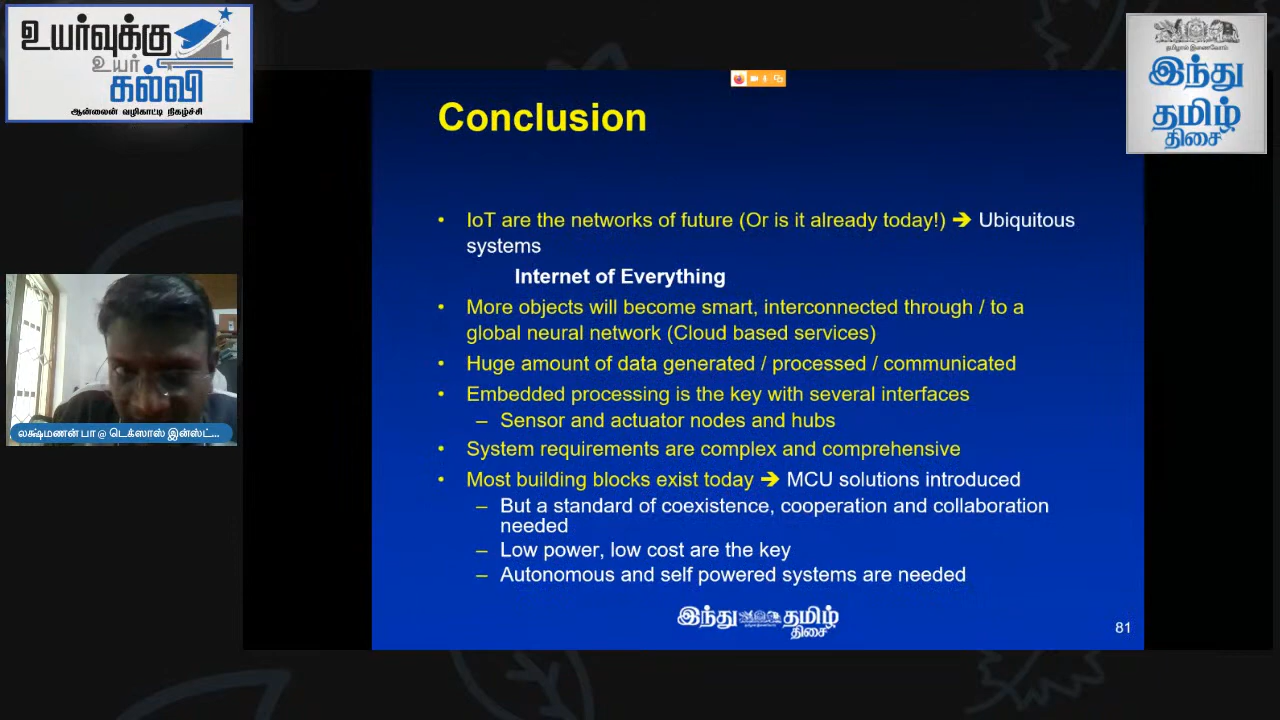 உயர்வுக்கு
உயர்
கல்வி
ஆன்லைன் வழிகாட்டி நிகழ்ச்சி
தமிழால் இணைவோம்
இந்து
தமிழ்
திசை
Conclusion
• IoT are the networks of future (Or is it already today!) ➔ Ubiquitous
systems
Internet of Everything
• More objects will become smart, interconnected through / to a
global neural network (Cloud based services)
• Huge amount of data generated / processed / communicated
• Embedded processing is the key with several interfaces
– Sensor and actuator nodes and hubs
• System requirements are complex and comprehensive
• Most building blocks exist today ➔ MCU solutions introduced
– But a standard of coexistence, cooperation and collaboration
needed
– Low power, low cost are the key
– Autonomous and self powered systems are needed
லக்ஷ்மணன் பா @ டெக்ஸாஸ் இன்ஸ்ட்...
இந்து தமிழ்
திசை
81